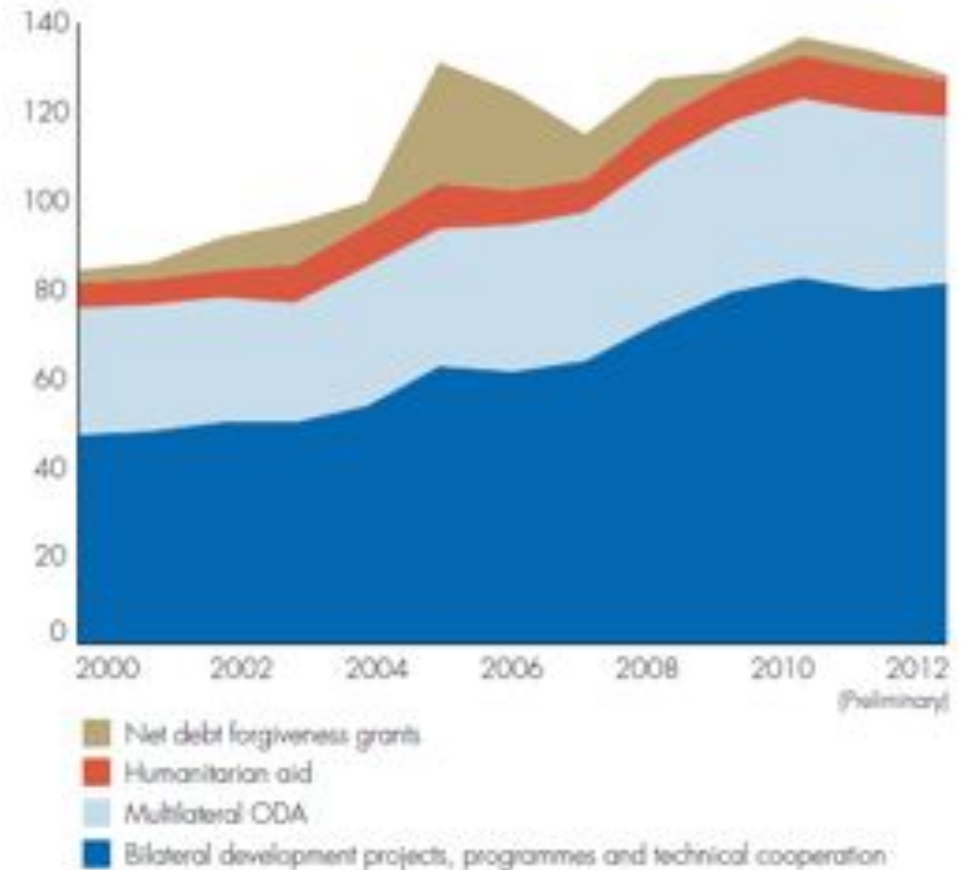 140
120
100
80
60
40
20
0
2000 2002 2004 2006 2008 2010 2012
(Preliminary)
Net debt forgiveness grants
Humanitarian aid
Multilateral ODA
Bilateral development projects, programmes and technical cooperation